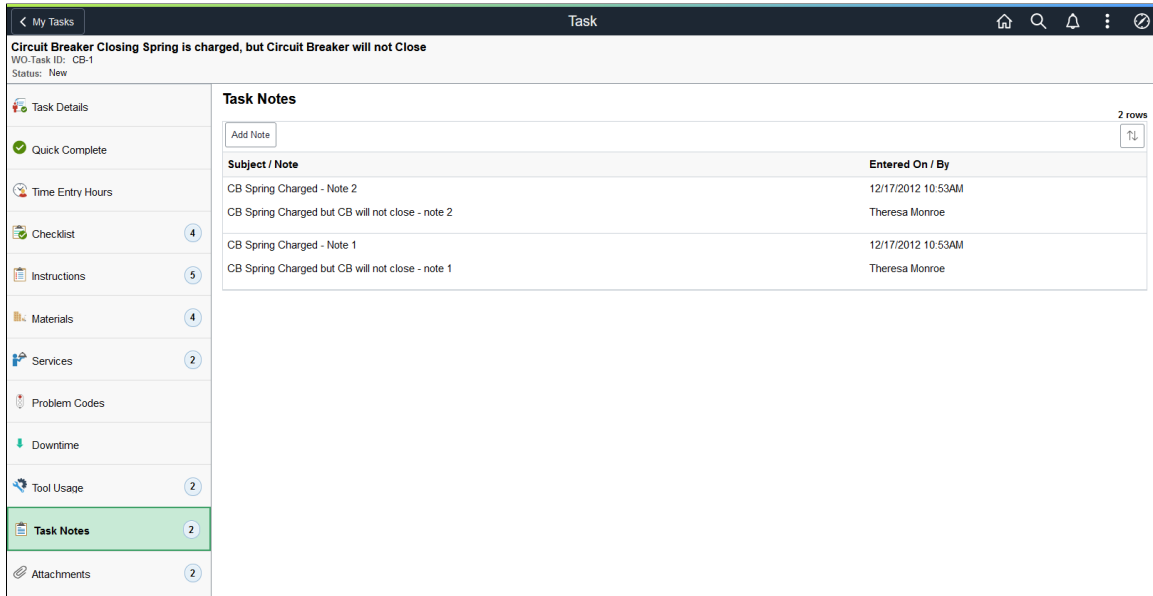 My Tasks
Task
Circuit Breaker Closing Spring is charged, but Circuit Breaker will not Close
WO-Task ID: CB-1
Status: New
Task Details
Quick Complete
Time Entry Hours
Checklist 4
Instructions 5
Materials 4
Services 2
Problem Codes
Downtime
Tool Usage 2
Task Notes 2
Attachments 2
Task Notes
2 rows
Add Note
Subject / Note Entered On / By
CB Spring Charged - Note 2 12/17/2012 10:53AM
CB Spring Charged but CB will not close - note 2 Theresa Monroe
CB Spring Charged - Note 1 12/17/2012 10:53AM
CB Spring Charged but CB will not close - note 1 Theresa Monroe